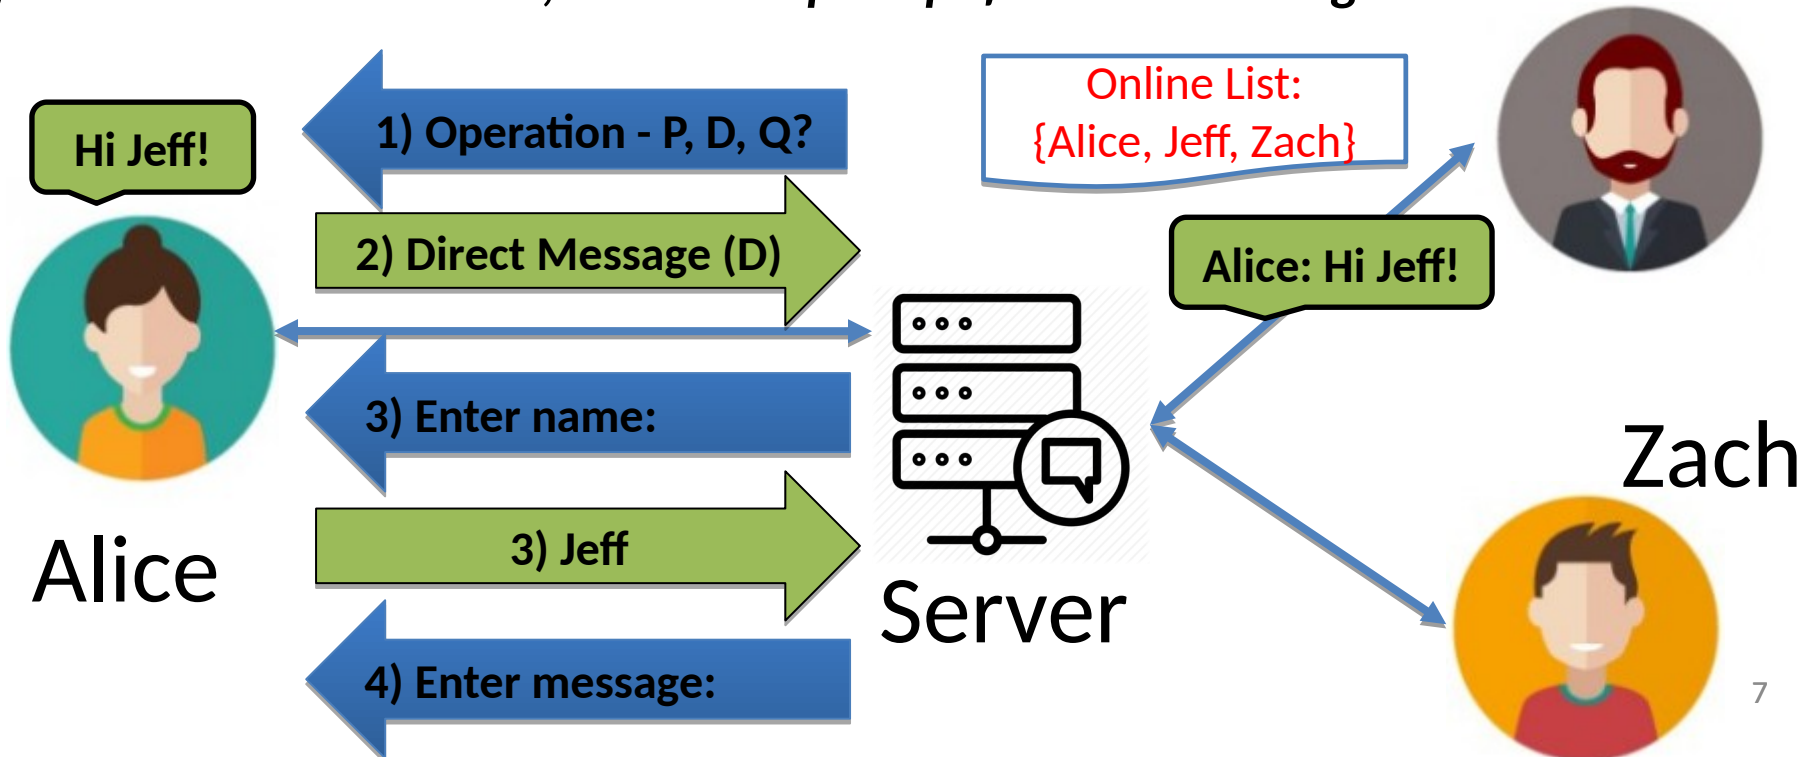 Hi Jeff!
1) Operation - P, D, Q?
2) Direct Message (D)
3) Enter name:
3) Jeff
4) Enter message:
Alice
Server
Online List:
{Alice, Jeff, Zach}
Alice: Hi Jeff!
Zach
7